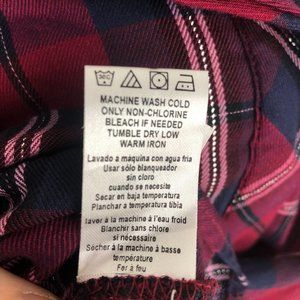 MACHINE WASH COLD
ONLY NON-CHLORINE
BLEACH IF NEEDED
TUMBLE DRY LOW
WARM IRON
Lavado a maquina con agua fria
Usar sólo blanqueador
sin cloro
cuando se necesite
Secar en baja temperatura
Planchar a temperatura tibia
laver à la machine à l'eau froid
Blanchir sans chlore
si nécessaire
Sècher à la machine à basse
température
Fer a feu